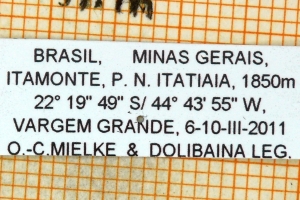 BRASIL, MINAS GERAIS,
ITAMONTE, P. N. ITATIAIA, 1850m
22° 19" 49" S/ 44° 43' 55" W,
VARGEM GRANDE, 6-10-III-2011
O.-C.MIELKE & DOLIBAINA LEG.